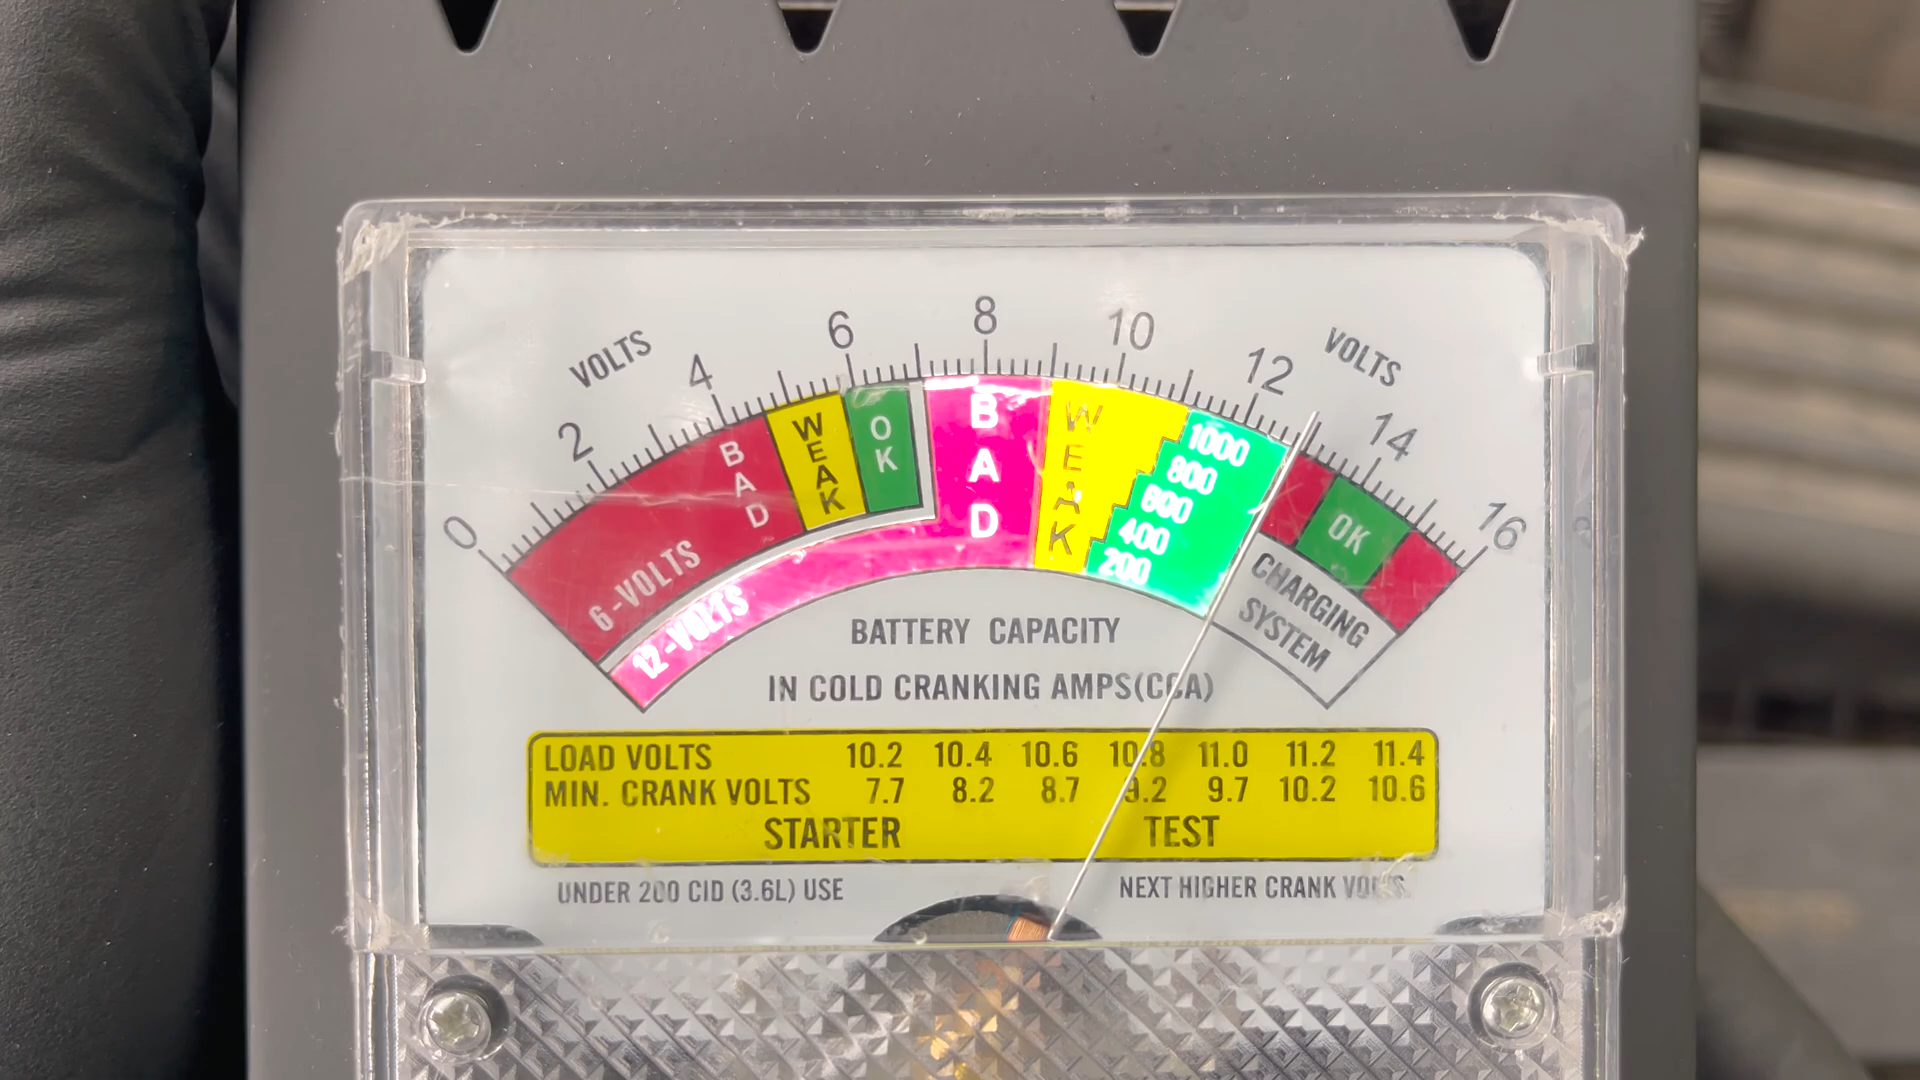 VOLTS VOLTS
0 2 4 6 8 10 12 14 16
BAD WEAK OK BAD WEAK 1000
800
600
400
200
OK
6-VOLTS
12-VOLTS
CHARGING
SYSTEM
BATTERY CAPACITY
IN COLD CRANKING AMPS(CCA)
LOAD VOLTS 10.2 10.4 10.6 10.8 11.0 11.2 11.4
MIN. CRANK VOLTS 7.7 8.2 8.7 9.2 9.7 10.2 10.6
STARTER TEST
UNDER 200 CID (3.6L) USE NEXT HIGHER CRANK VOLTS.